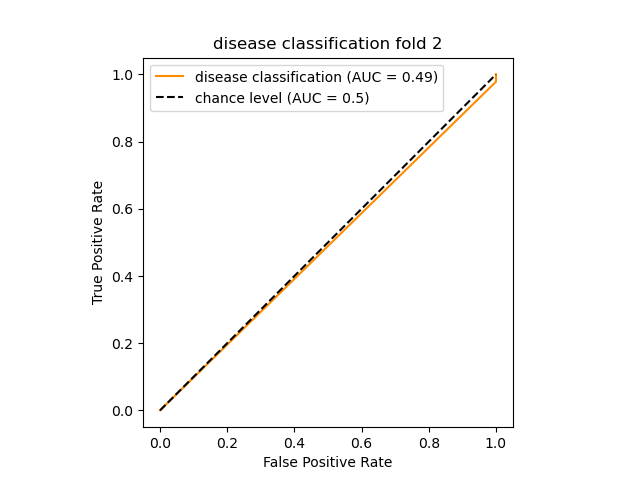 disease classification fold 2
disease classification (AUC = 0.49)
chance level (AUC = 0.5)
1.0
0.8
0.6
0.4
0.2
0.0
True Positive Rate
0.0 0.2 0.4 0.6 0.8 1.0
False Positive Rate